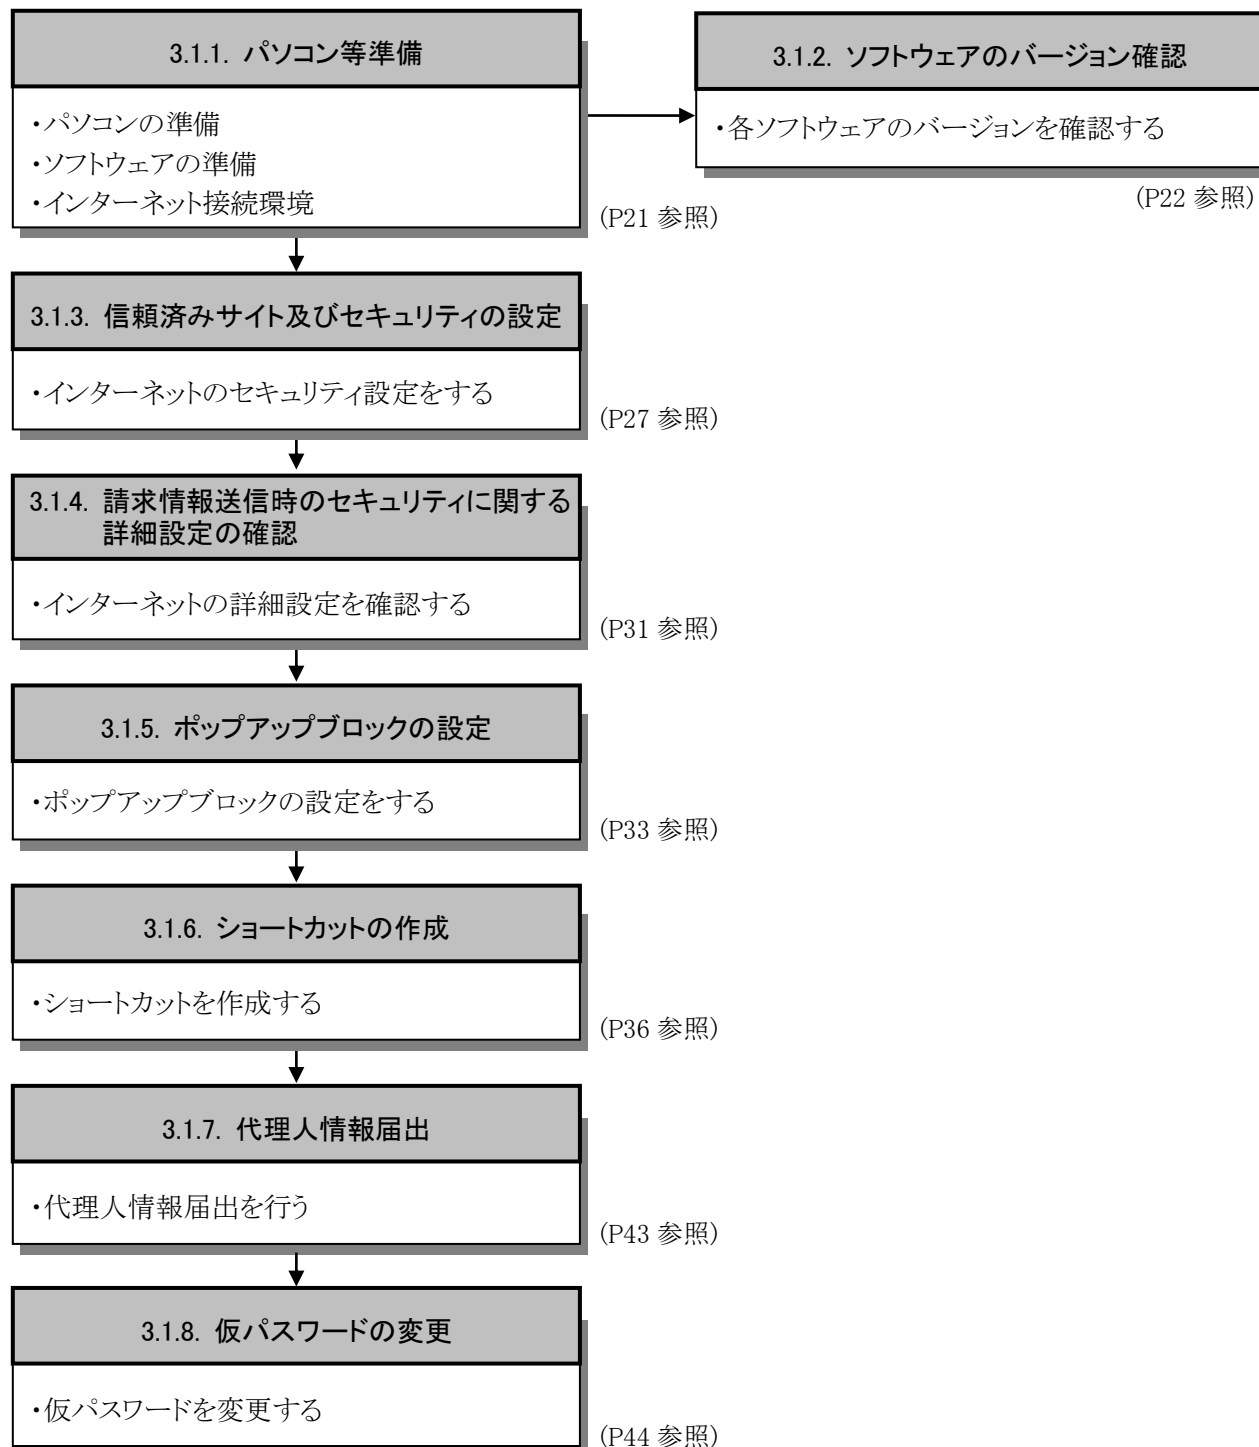 3.1.1. パソコン等準備
・パソコンの準備
・ソフトウェアの準備
・インターネット接続環境
(P21 参照)
3.1.2. ソフトウェアのバージョン確認
・各ソフトウェアのバージョンを確認する
(P22 参照)
3.1.3. 信頼済みサイト及びセキュリティの設定
・インターネットのセキュリティ設定をする
(P27 参照)
3.1.4. 請求情報送信時のセキュリティに関する
詳細設定の確認
・インターネットの詳細設定を確認する
(P31 参照)
3.1.5. ポップアップブロックの設定
・ポップアップブロックの設定をする
(P33 参照)
3.1.6. ショートカットの作成
・ショートカットを作成する
(P36 参照)
3.1.7. 代理人情報届出
・代理人情報届出を行う
(P43 参照)
3.1.8. 仮パスワードの変更
・仮パスワードを変更する
(P44 参照)